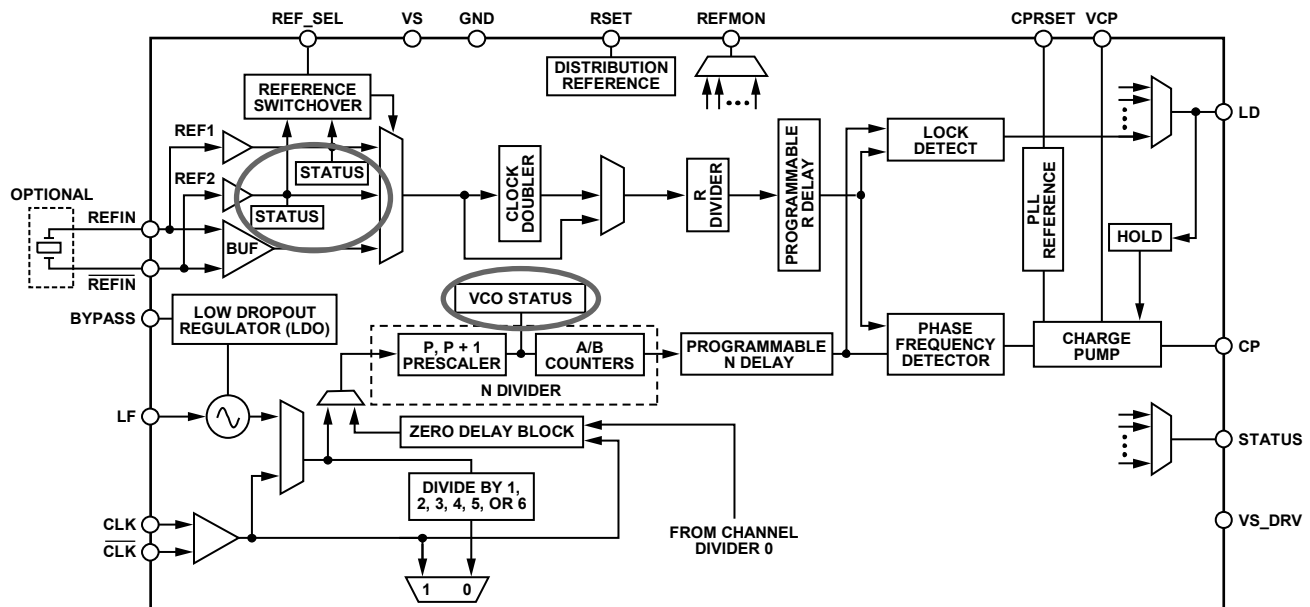 REF_SEL
VS
GND
RSET
REFMON
CPRSET
VCP
DISTRIBUTION
REFERENCE
REFERENCE
SWITCHOVER
REF1
REF2
STATUS
STATUS
BUF
OPTIONAL
REFIN
REFIN
CLOCK
DOUBLER
R
DIVIDER
PROGRAMMABLE
R DELAY
LOCK
DETECT
PLL
REFERENCE
LD
HOLD
BYPASS
LOW DROPOUT
REGULATOR (LDO)
VCO STATUS
P, P + 1
PRESCALER
A/B
COUNTERS
N DIVIDER
PROGRAMMABLE
N DELAY
PHASE
FREQUENCY
DETECTOR
CHARGE
PUMP
CP
LF
ZERO DELAY BLOCK
STATUS
DIVIDE BY 1,
2, 3, 4, 5, OR 6
CLK
CLK
FROM CHANNEL
DIVIDER 0
VS_DRV
1 0